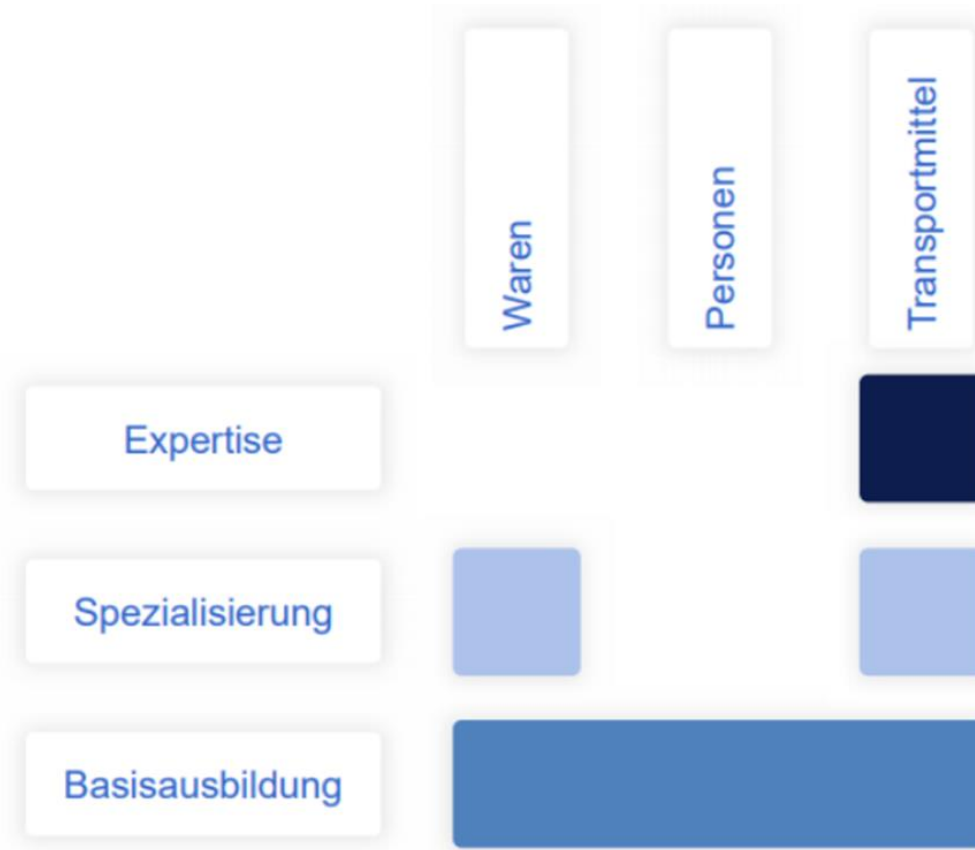 Waren
Personen
Transportmittel
Expertise
Spezialisierung
Basisausbildung